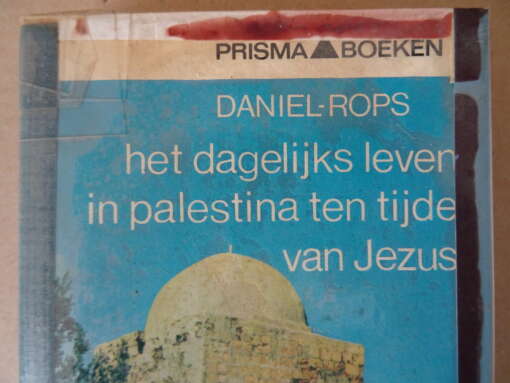 PRISMA BOEKEN
DANIEL-ROPS
het dagelijks leven
in palestina ten tijde
van Jezus